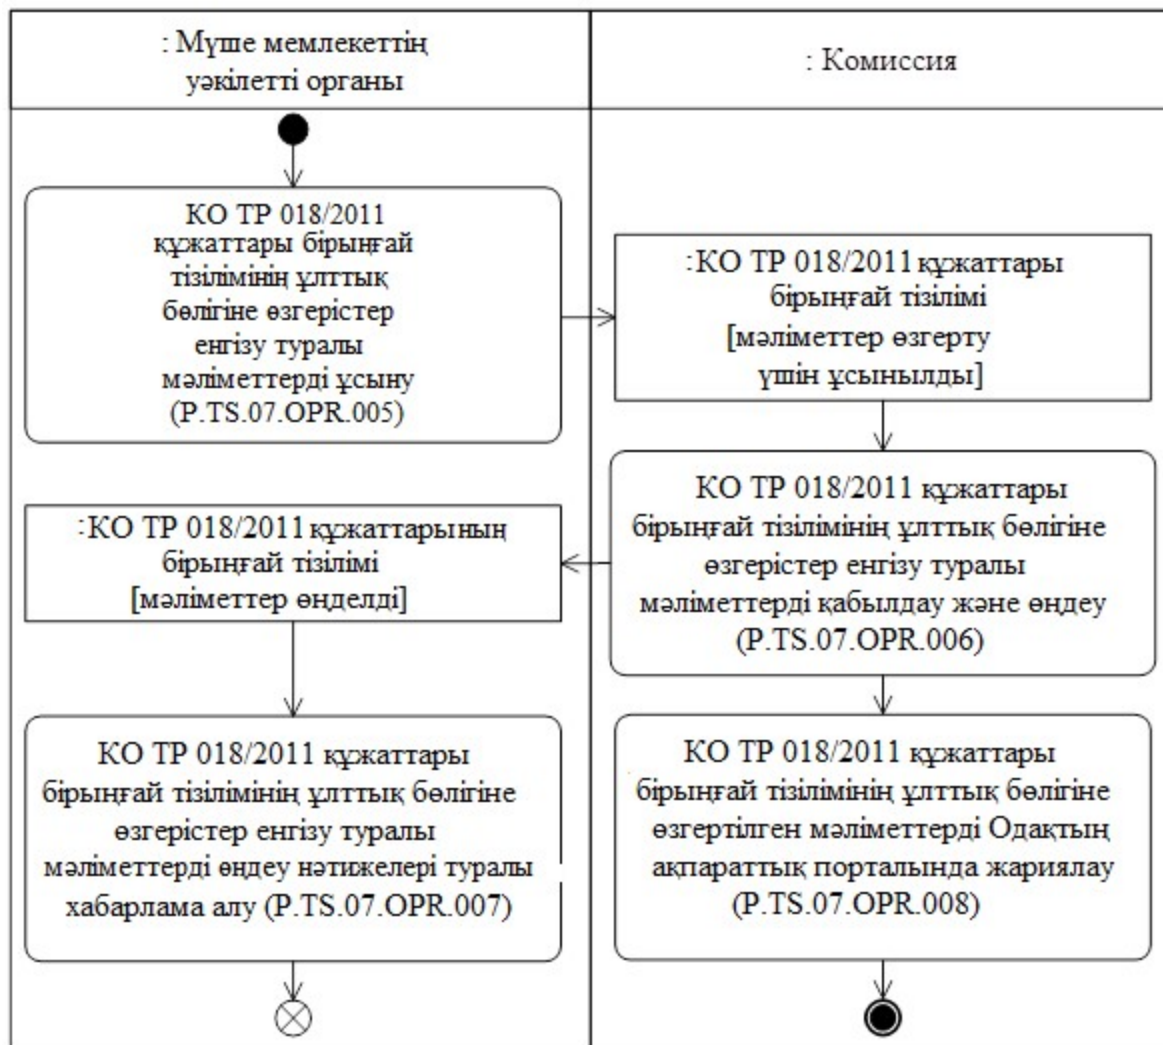 : Мүше мемлекеттің
уәкілетті органы
: Комиссия
КО ТР 018/2011
құжаттары бірыңғай
тізілімінің ұлттық
бөлігіне өзгерістер
енгізу туралы
мәліметтерді ұсыну
(P.TS.07.OPR.005)
:КО ТР 018/2011 құжаттары
бірыңғай тізілімі
[мәліметтер өзгерту
үшін ұсынылды]
КО ТР 018/2011 құжаттары
бірыңғай тізілімінің ұлттық бөлігіне
өзгерістер енгізу туралы
мәліметтерді қабылдау және өңдеу
(P.TS.07.OPR.006)
:КО ТР 018/2011 құжаттарының
бірыңғай тізілімі
[мәліметтер өңделді]
КО ТР 018/2011 құжаттары
бірыңғай тізілімінің ұлттық бөлігіне
өзгерістер енгізу туралы
мәліметтерді өңдеу нәтижелері туралы
хабарлама алу (P.TS.07.OPR.007)
КО ТР 018/2011 құжаттары
бірыңғай тізілімінің ұлттық бөлігіне
өзгертілген мәліметтерді Одақтың
ақпараттық порталында жариялау
(P.TS.07.OPR.008)